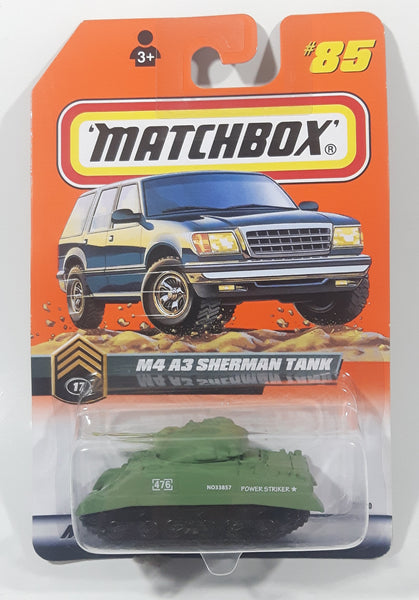 3+
#85
'MATCHBOX'®
M4 A3 SHERMAN TANK
17
476
NO33857
POWER STRIKER